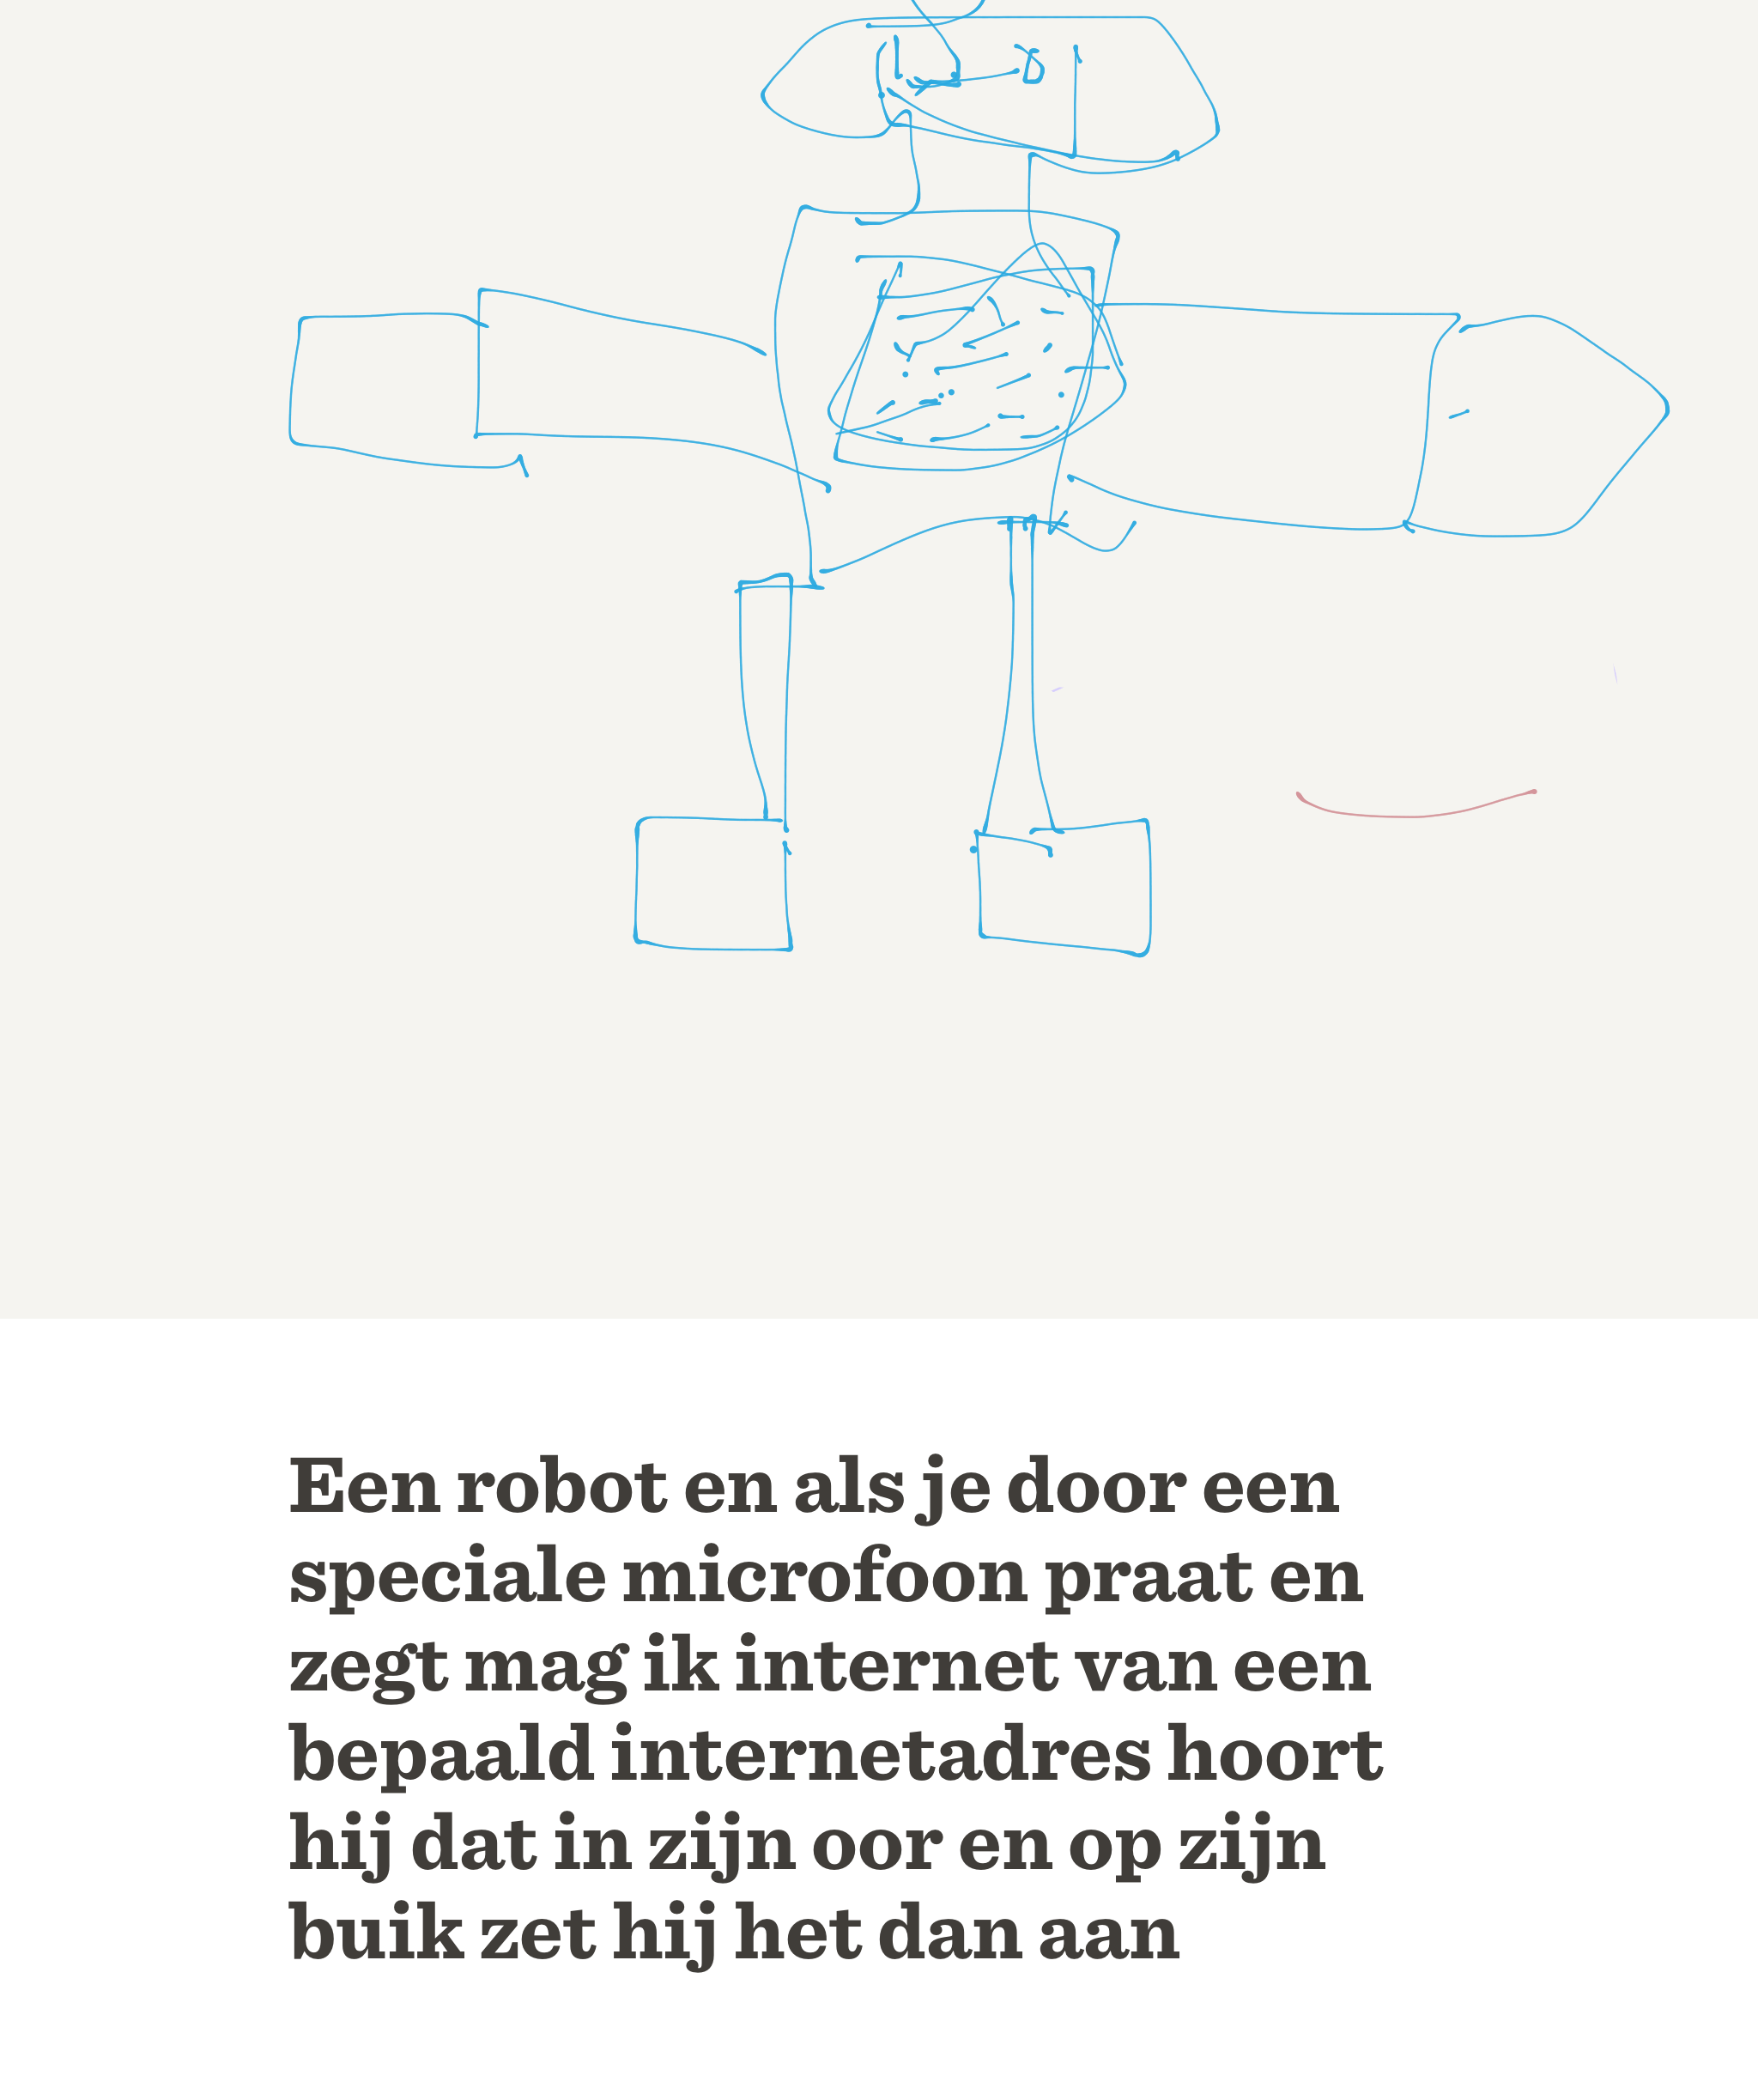 Een robot en als je door een
speciale microfoon praat en
zegt mag ik internet van een
bepaald internetadres hoort
hij dat in zijn oor en op zijn
buik zet hij het dan aan